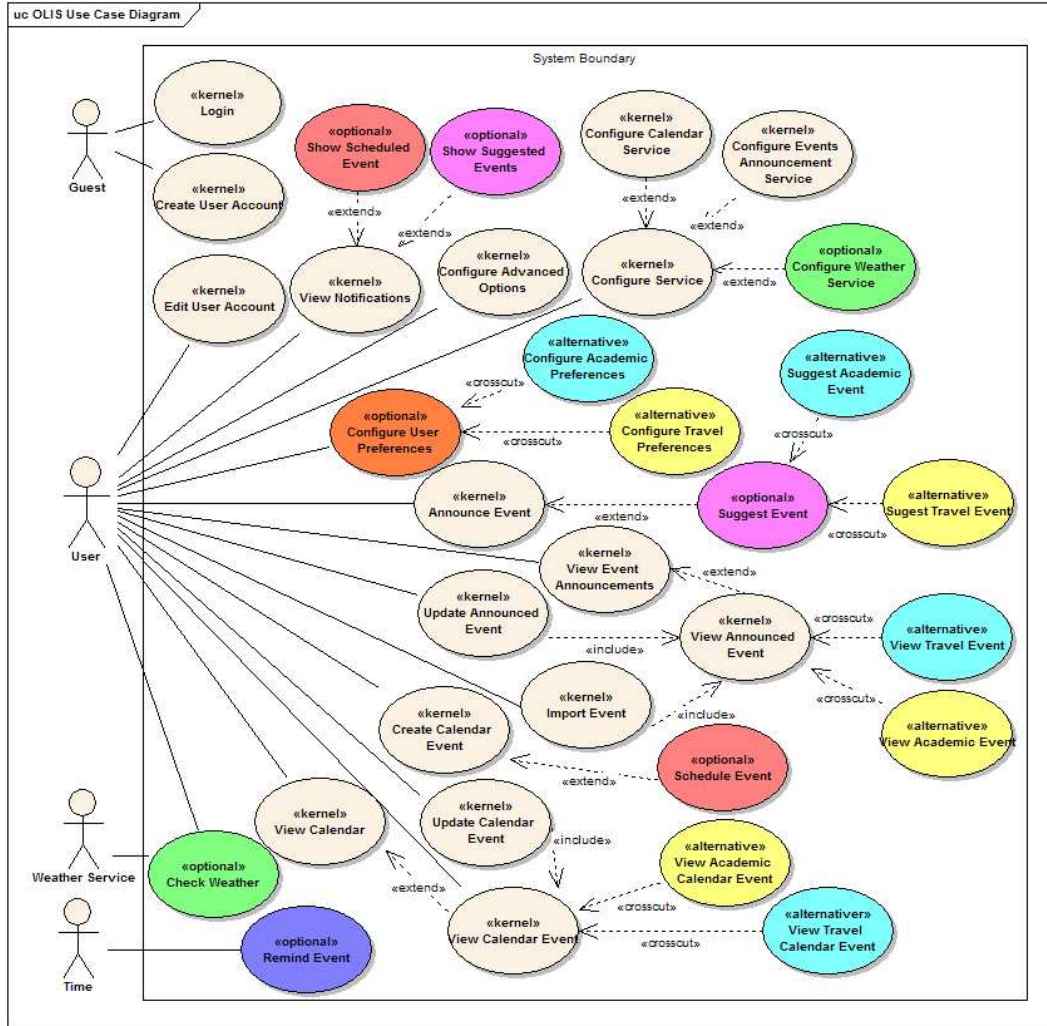 uc OLIS Use Case Diagram
System Boundary
«kernel»
Login
Guest
«kernel»
Create User Account
«optional»
Show Scheduled
Event
«optional»
Show Suggested
Events
«kernel»
Configure Calendar
Service
«kernel»
Configure Events
Announcement
Service
«extend»
«extend»
«extend»
«extend»
«kernel»
Edit User Account
«kernel»
View Notifications
«kernel»
Configure Advanced
Options
«kernel»
Configure Service
«extend»
«optional»
Configure Weather
Service
«alternative»
Configure Academic
Preferences
«alternative»
Suggest Academic
Event
«crosscut»
«optional»
Configure User
Preferences
«crosscut»
«alternative»
Configure Travel
Preferences
«crosscut»
User
«kernel»
Announce Event
«extend»
«optional»
Suggest Event
«crosscut»
«alternative»
Sugest Travel Event
«kernel»
View Event
Announcements
«extend»
«kernel»
Update Announced
Event
«include»
«kernel»
View Announced
Event
«crosscut»
«alternative»
View Travel Event
«crosscut»
«kernel»
Import Event
«include»
«alternative»
View Academic Event
«kernel»
Create Calendar
Event
«extend»
«optional»
Schedule Event
«kernel»
View Calendar
«kernel»
Update Calendar
Event
«include»
«alternative»
View Academic
Calendar Event
Weather Service
«optional»
Check Weather
«extend»
«crosscut»
«kernel»
View Calendar Event
«crosscut»
«alternativer»
View Travel
Calendar Event
Time
«optional»
Remind Event